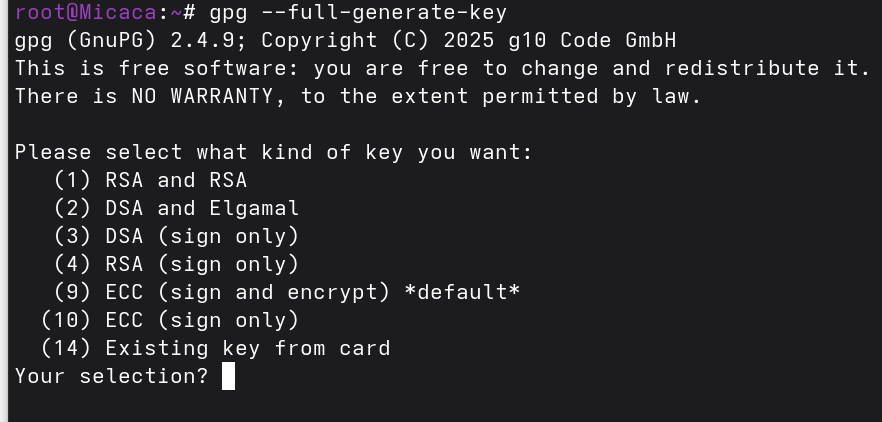 root@Micaca:~# gpg --full-generate-key
gpg (GnuPG) 2.4.9; Copyright (C) 2025 g10 Code GmbH
This is free software: you are free to change and redistribute it.
There is NO WARRANTY, to the extent permitted by law.

Please select what kind of key you want:
   (1) RSA and RSA
   (2) DSA and Elgamal
   (3) DSA (sign only)
   (4) RSA (sign only)
   (9) ECC (sign and encrypt) *default*
  (10) ECC (sign only)
  (14) Existing key from card
Your selection?